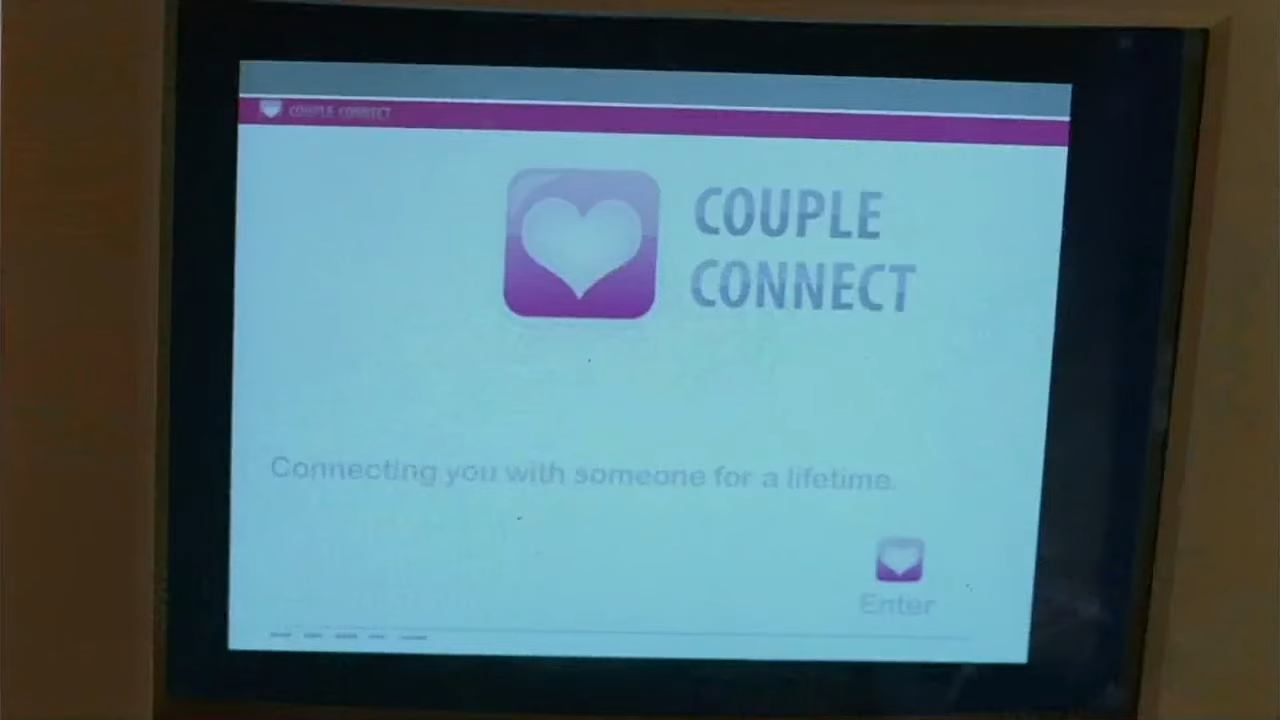 COUPLE CONNECT
COUPLE
CONNECT
Connecting you with someone for a lifetime.
Enter